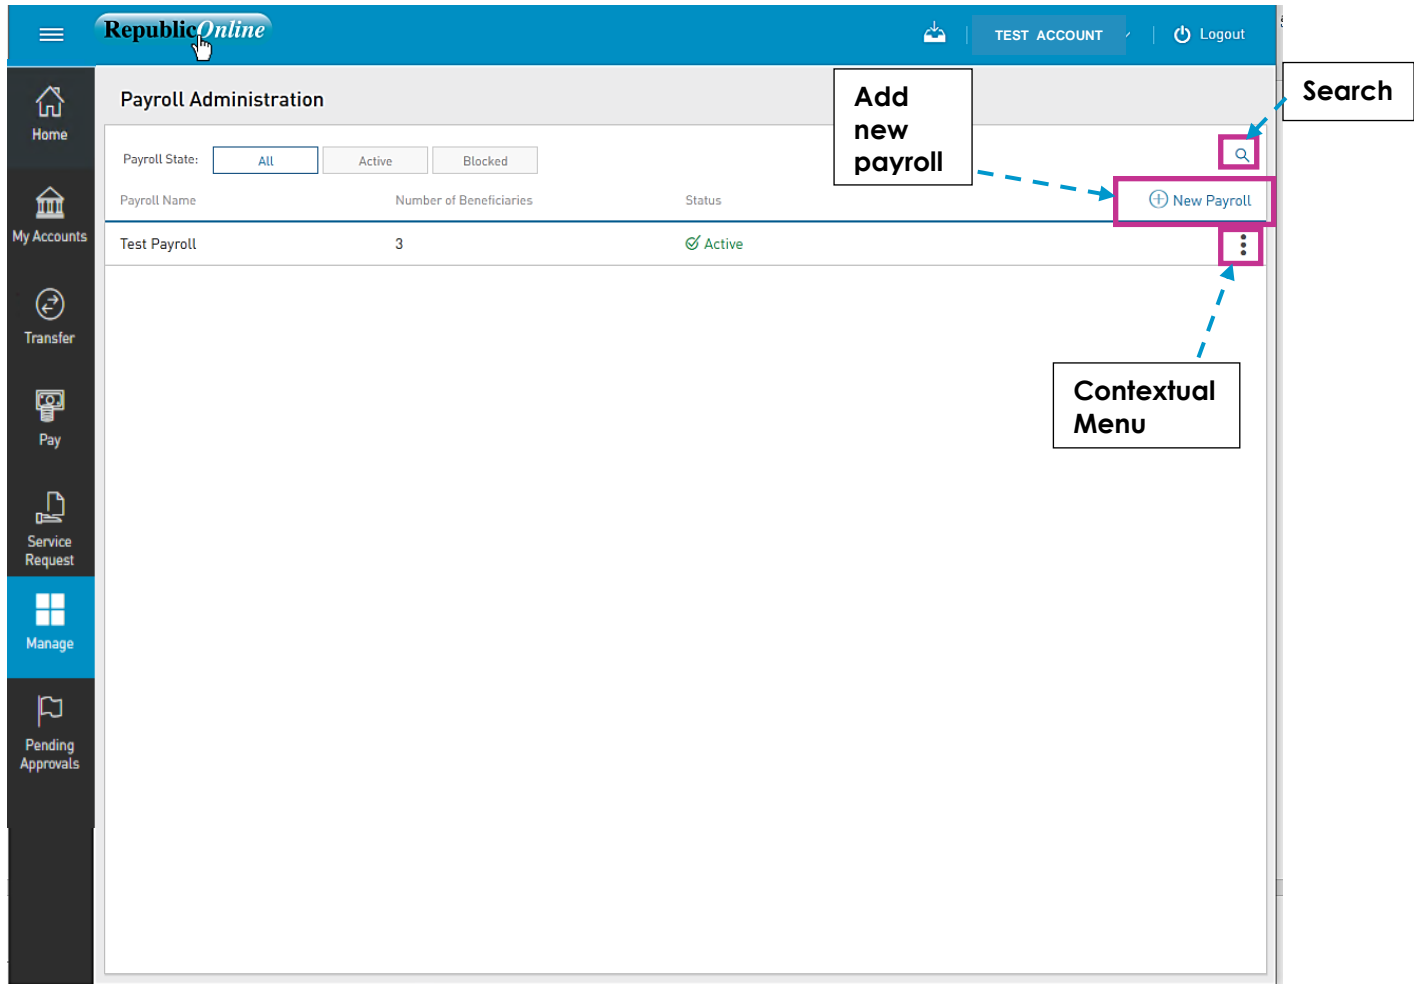 RepublicOnline
TEST ACCOUNT
Logout
Search
Home
Payroll Administration
Add
new
payroll
Payroll State:
All
Active
Blocked
My Accounts
Payroll Name
Number of Beneficiaries
Status
New Payroll
Test Payroll
3
Active
Transfer
Contextual
Menu
Pay
Service
Request
Manage
Pending
Approvals